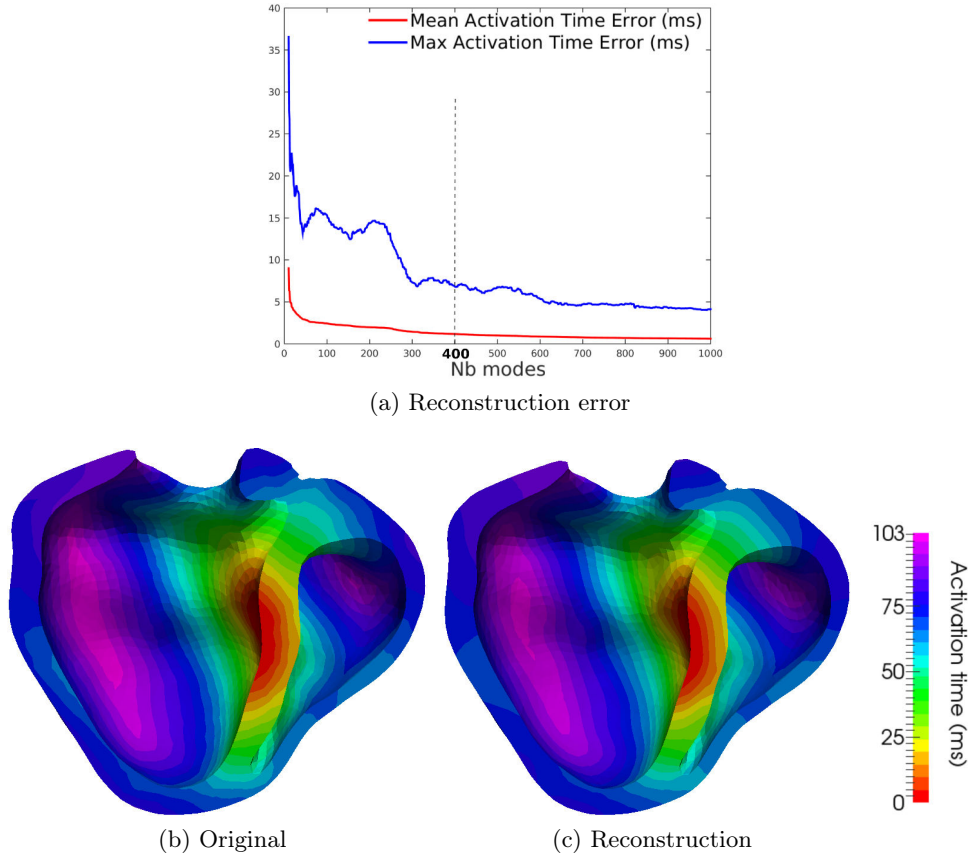 Mean Activation Time Error (ms)
Max Activation Time Error (ms)
40
35
30
25
20
15
10
5
0
0 100 200 300 400 500 600 700 800 900 1000
Nb modes
(a) Reconstruction error
103
75
50
25
0
Activation time (ms)
(b) Original
(c) Reconstruction